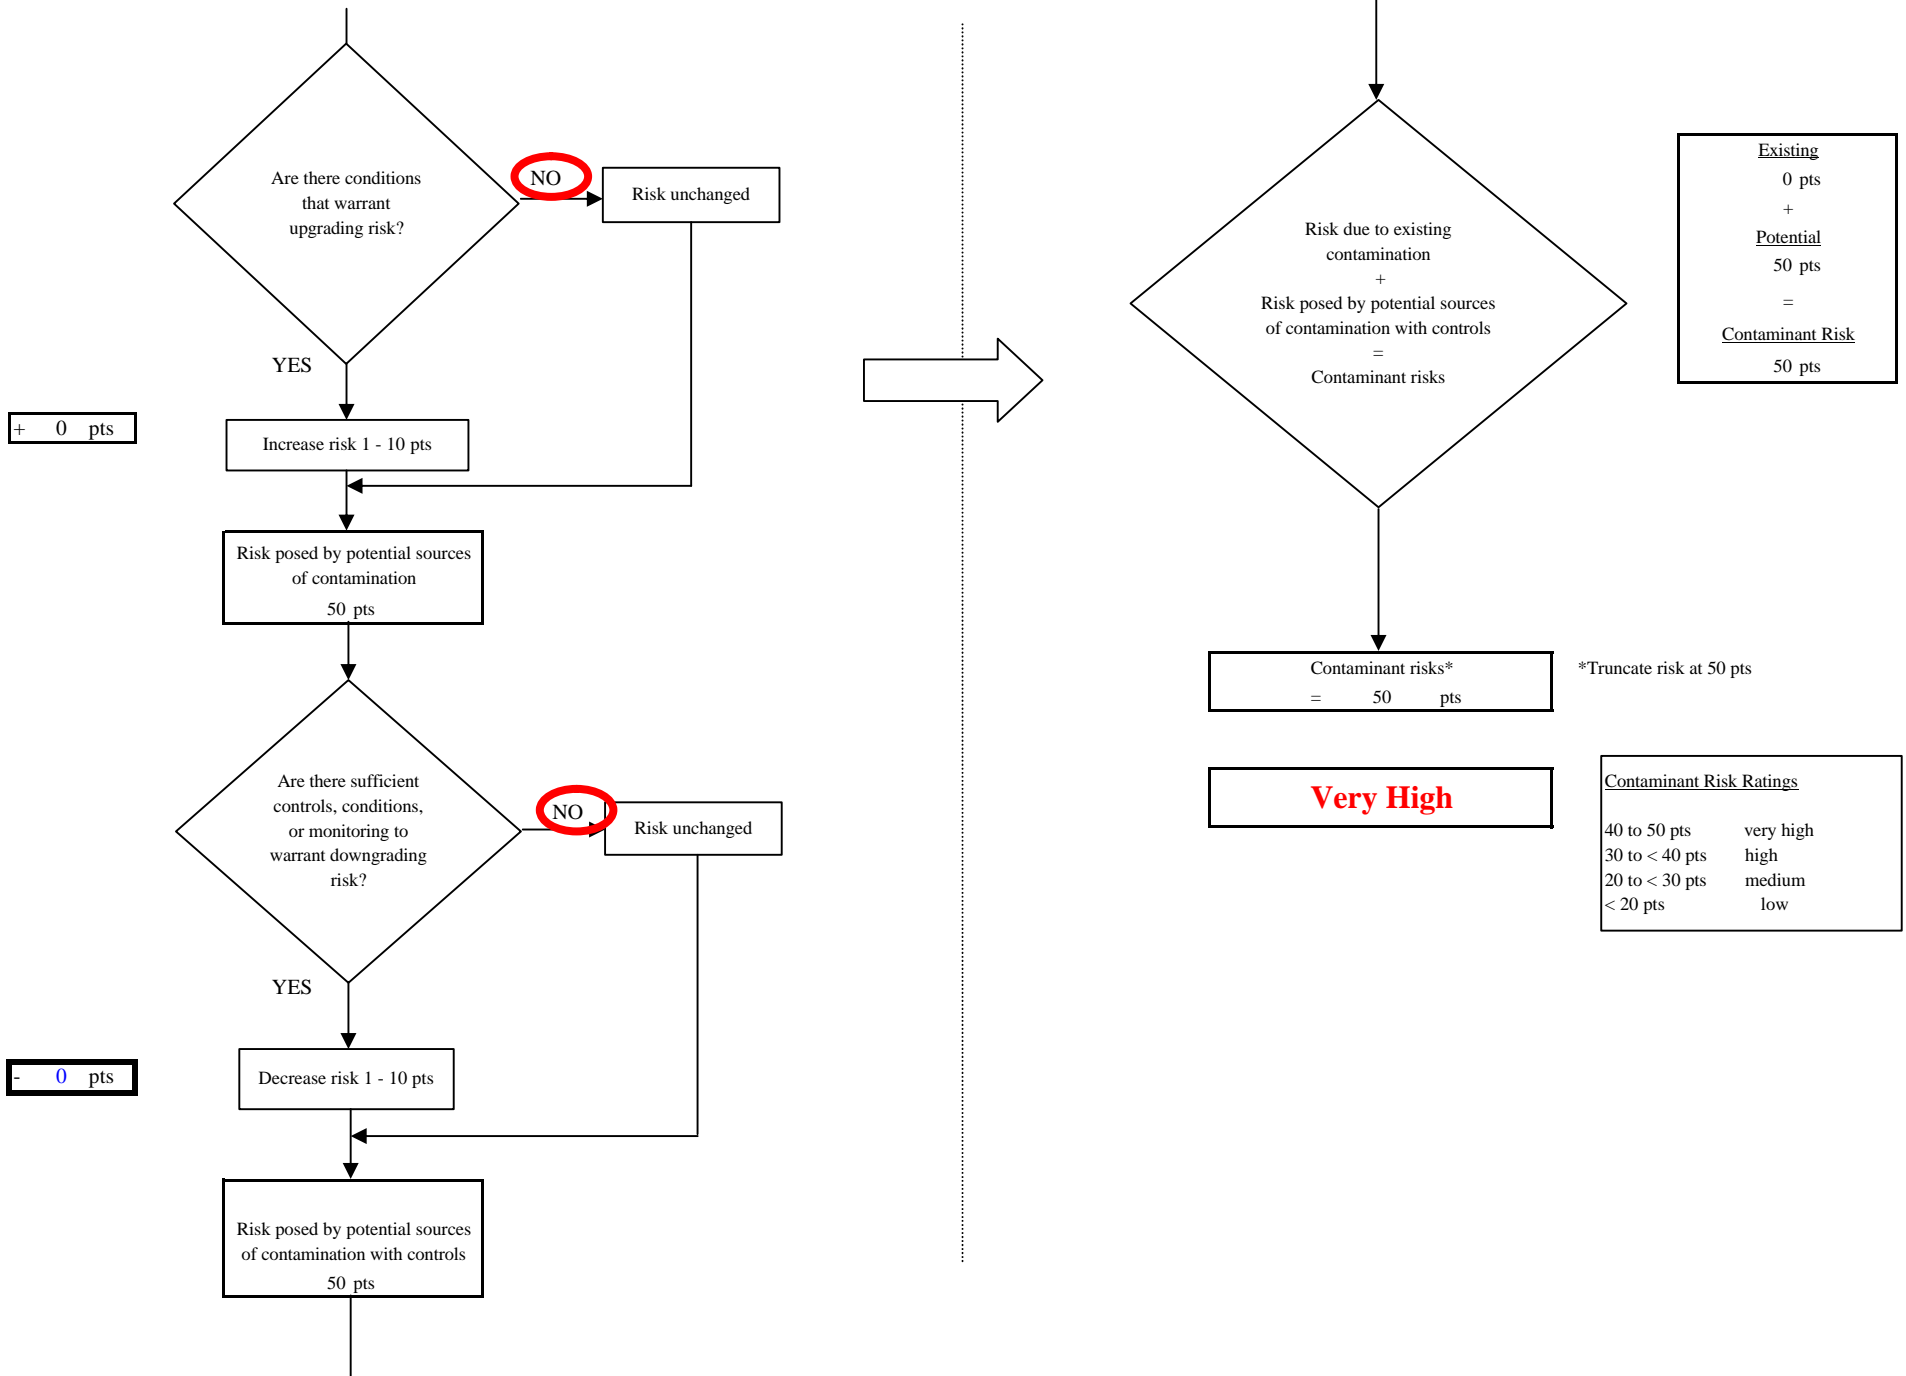 Are there conditions
that warrant
upgrading risk?
NO
Risk unchanged
YES
+ 0 pts
Increase risk 1 - 10 pts
Risk posed by potential sources
of contamination
50 pts
Are there sufficient
controls, conditions,
or monitoring to
warrant downgrading
risk?
NO
Risk unchanged
YES
- 0 pts
Decrease risk 1 - 10 pts
Risk posed by potential sources
of contamination with controls
50 pts
Risk due to existing
contamination
+
Risk posed by potential sources
of contamination with controls
=
Contaminant risks
Existing
0 pts
+
Potential
50 pts
=
Contaminant Risk
50 pts
Contaminant risks*
= 50 pts
*Truncate risk at 50 pts
Very High
Contaminant Risk Ratings
40 to 50 pts very high
30 to < 40 pts high
20 to < 30 pts medium
< 20 pts low